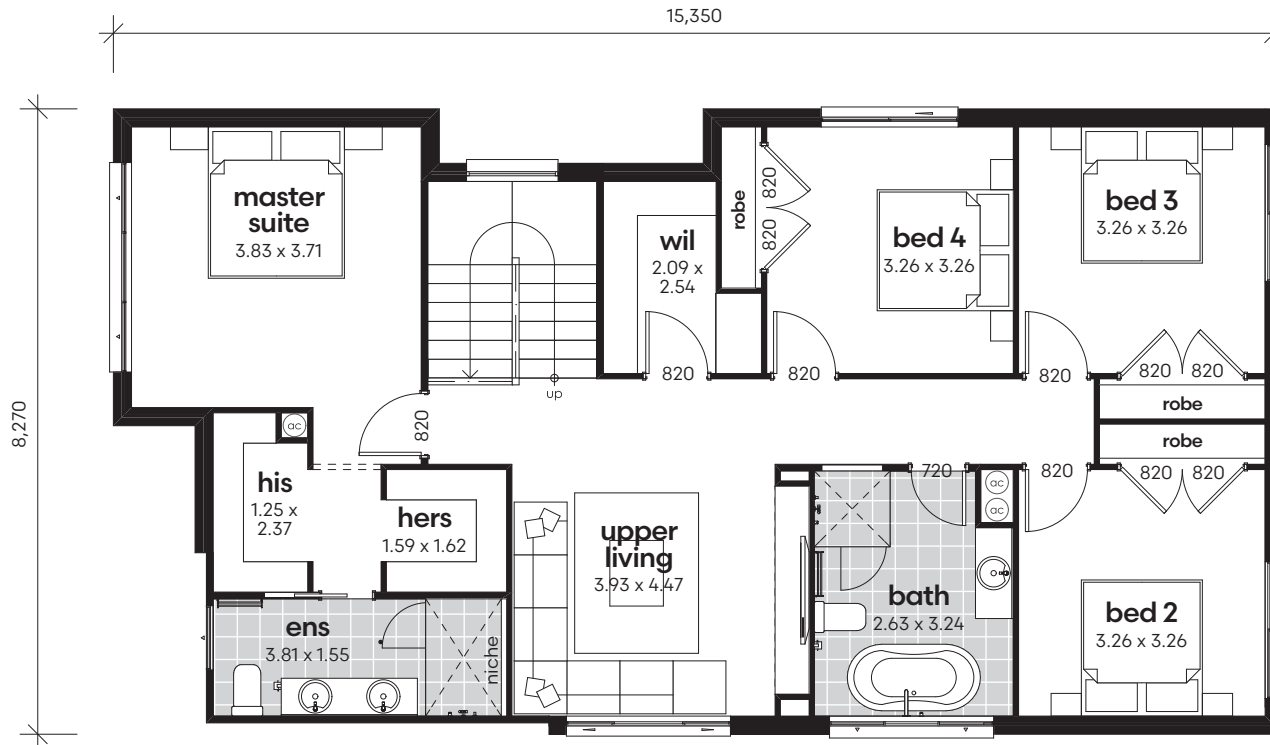 15,350
8,270
master
suite
3.83 x 3.71
wil
2.09 x
2.54
robe
820
820
bed 4
3.26 x 3.26
bed 3
3.26 x 3.26
820
820
820
820
820
up
820
robe
robe
ac
his
1.25 x
2.37
hers
1.59 x 1.62
upper
living
3.93 x 4.47
720
ac
ac
820
820
820
bath
2.63 x 3.24
bed 2
3.26 x 3.26
ens
3.81 x 1.55
niche